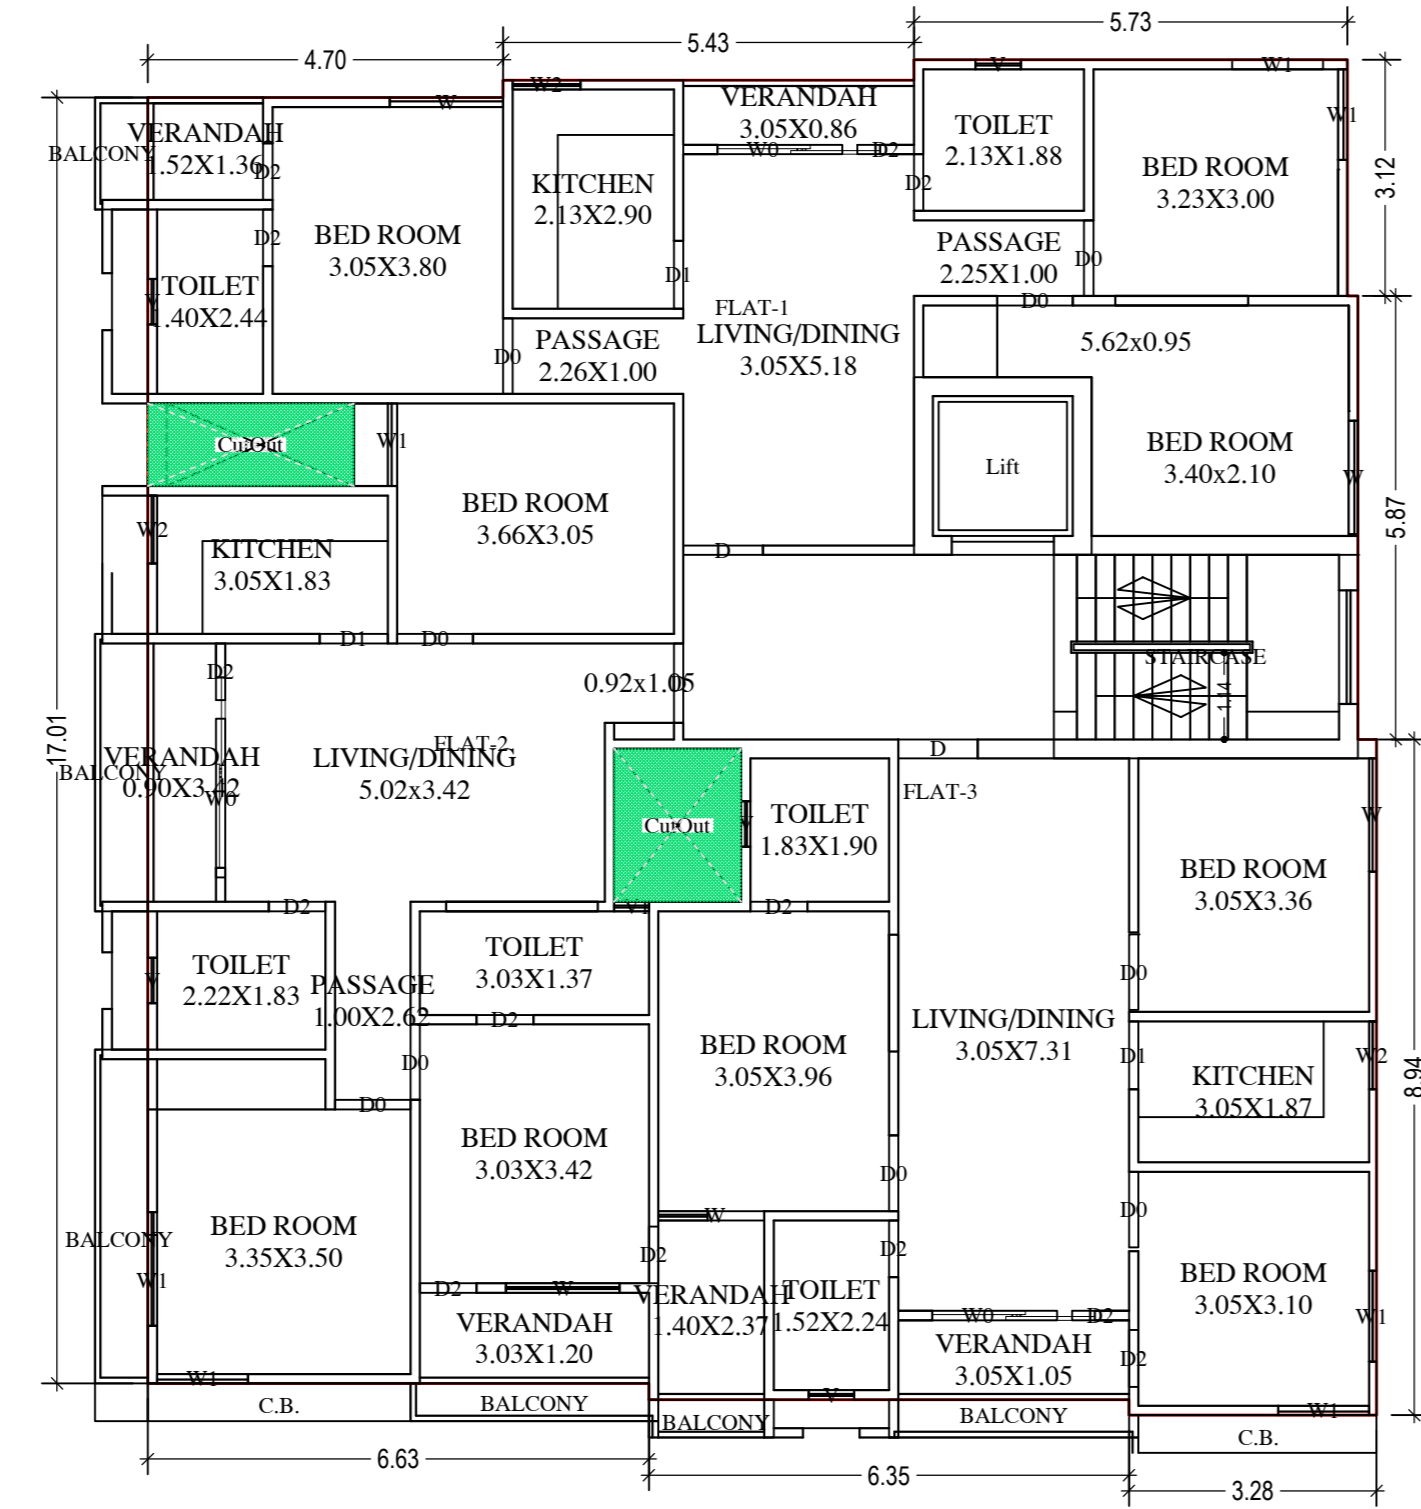 5.73
5.43
4.70
V
W1
W2
W
VERANDAH
3.05X0.86
W0
D2
TOILET
2.13X1.88
D2
BED ROOM
3.23X3.00
W1
3.12
VERANDAH
1.52X1.36
BALCONY
D2
KITCHEN
2.13X2.90
BED ROOM
3.05X3.80
D2
PASSAGE
2.25X1.00
D0
D1
TOILET
1.40X2.44
V
D0
FLAT-1
LIVING/DINING
3.05X5.18
PASSAGE
2.26X1.00
D0
5.62x0.95
CutOut
W1
BED ROOM
3.40x2.10
W
Lift
BED ROOM
3.66X3.05
5.87
W2
KITCHEN
3.05X1.83
D
D1
D0
D2
0.92x1.05
D
STAIRCASE
1.14
17.01
VERANDAH
0.90X3.42
BALCONY
W0
FLAT-2
LIVING/DINING
5.02x3.42
D
FLAT-3
CutOut
V
TOILET
1.83X1.90
W
BED ROOM
3.05X3.36
D2
V1
D2
TOILET
2.22X1.83
V
PASSAGE
1.00X2.62
TOILET
3.03X1.37
D2
D0
LIVING/DINING
3.05X7.31
BED ROOM
3.05X3.96
D1
W2
KITCHEN
3.05X1.87
8.94
D0
D0
BED ROOM
3.03X3.42
D0
D0
BED ROOM
3.35X3.50
BALCONY
W1
W
D2
D2
BED ROOM
3.05X3.10
D2
W
VERANDAH
1.40X2.37
TOILET
1.52X2.24
W0
D2
W1
VERANDAH
3.03X1.20
VERANDAH
3.05X1.05
D2
W1
V
W1
C.B.
BALCONY
BALCONY
BALCONY
C.B.
6.63
6.35
3.28